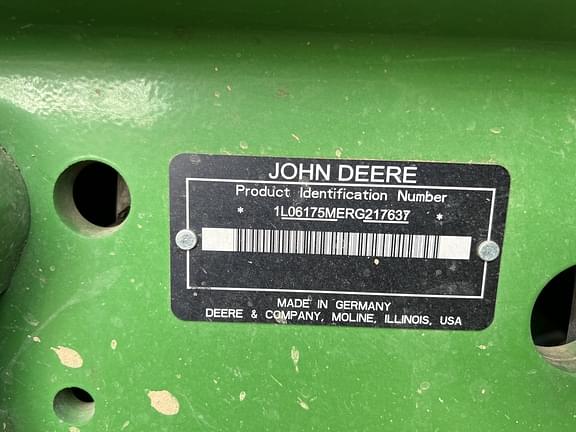 JOHN DEERE
Product Identification Number
* 1L06175MERG217637 *
MADE IN GERMANY
DEERE & COMPANY, MOLINE, ILLINOIS, USA